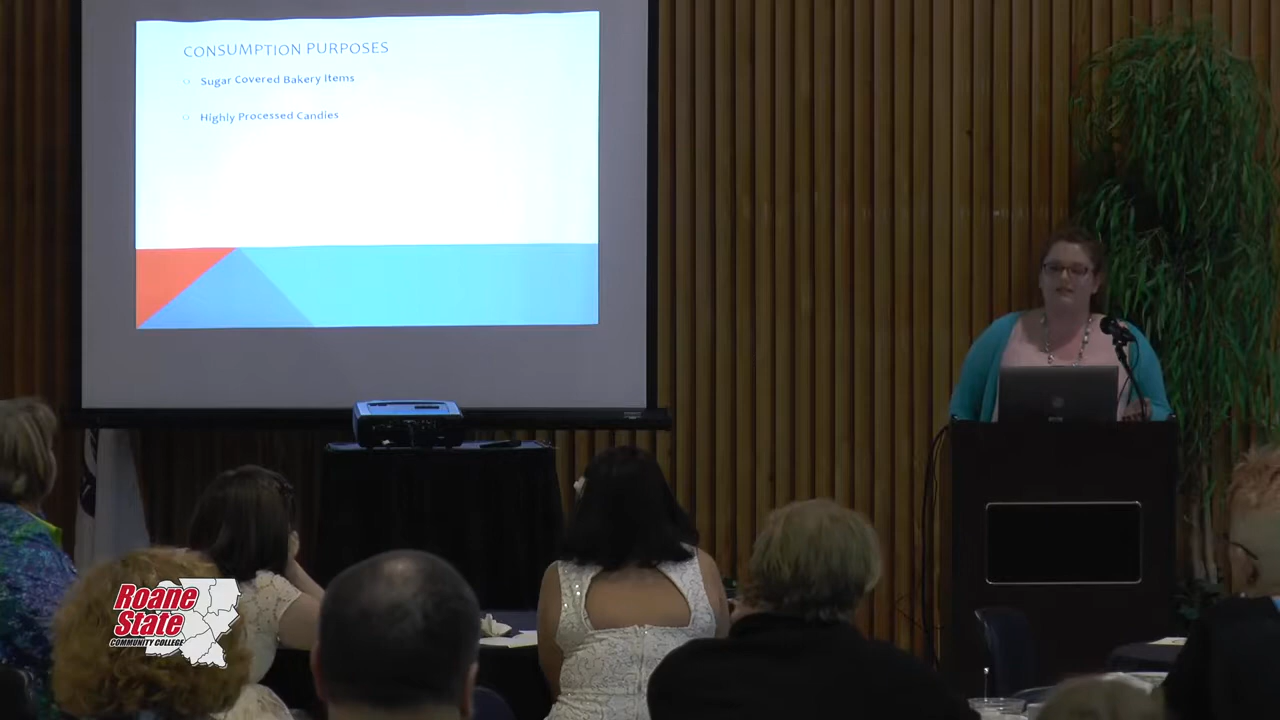 CONSUMPTION PURPOSES
Sugar Covered Bakery Items
Highly Processed Candies
Roane
State
COMMUNITY COLLEGE